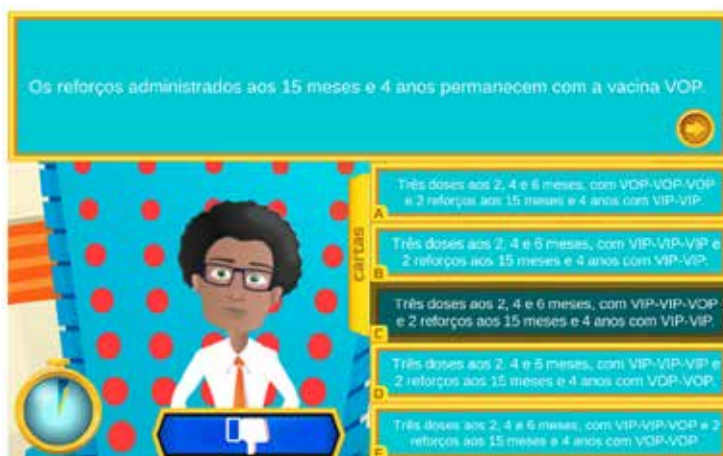 Os reforços administrados aos 15 meses e 4 anos permanecem com a vacina VOP.
cartas
Três doses aos 2, 4 e 6 meses, com VOP-VOP-VOP
e 2 reforços aos 15 meses e 4 anos com VIP-VIP.
A
Três doses aos 2, 4 e 6 meses, com VIP-VIP-VIP e
2 reforços aos 15 meses e 4 anos com VIP-VIP.
B
Três doses aos 2, 4 e 6 meses, com VIP-VIP-VOP
e 2 reforços aos 15 meses e 4 anos com VIP-VIP.
C
Três doses aos 2, 4 e 6 meses, com VIP-VIP-VIP e
2 reforços aos 15 meses e 4 anos com VOP-VOP.
D
Três doses aos 2, 4 e 6 meses, com VIP-VIP-VOP e 2
reforços aos 15 meses e 4 anos com VOP-VOP
E